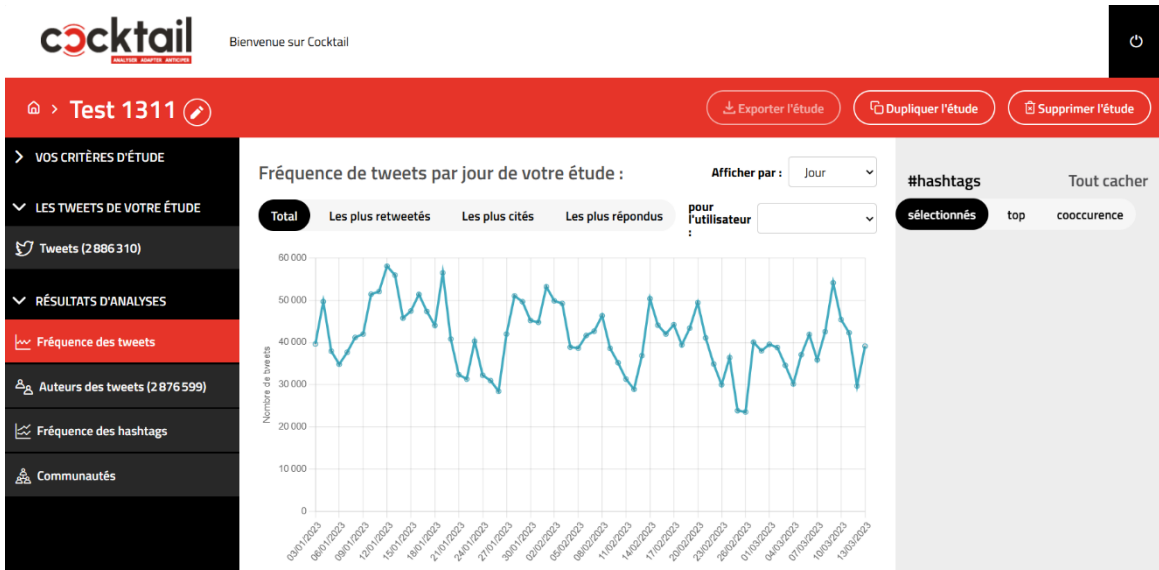 cocktail
ANALYSER ADAPTER ANTICIPER
Bienvenue sur Cocktail
> Test 1311
Exporter l'étude
Dupliquer l'étude
Supprimer l'étude
VOS CRITÈRES D'ÉTUDE
LES TWEETS DE VOTRE ÉTUDE
Tweets (2 886 310)
RÉSULTATS D'ANALYSES
Fréquence des tweets
Auteurs des tweets (2 876 599)
Fréquence des hashtags
Communautés
Fréquence de tweets par jour de votre étude :
Afficher par : Jour
Total Les plus retweetés Les plus cités Les plus répondus
pour
l'utilisateur
:
Nombre de tweets
60 000
50 000
40 000
30 000
20 000
10 000
0
03/01/2023 06/01/2023 09/01/2023 12/01/2023 15/01/2023 18/01/2023 21/01/2023 24/01/2023 27/01/2023 30/01/2023 02/02/2023 05/02/2023 08/02/2023 11/02/2023 14/02/2023 17/02/2023 20/02/2023 23/02/2023 26/02/2023 01/03/2023 04/03/2023 07/03/2023 10/03/2023 13/03/2023
#hashtags Tout cacher
sélectionnés top cooccurence